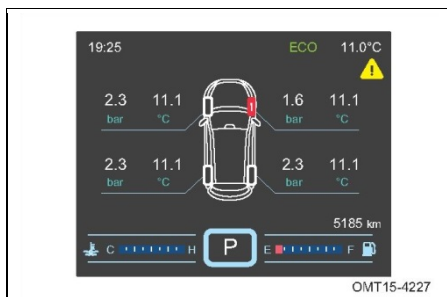 19:25 ECO 11.0°C
2.3 11.1 1.6 11.1
bar °C bar °C
2.3 11.1 2.3 11.1
bar °C bar °C
5185 km
C H P E F
OMT15-4227